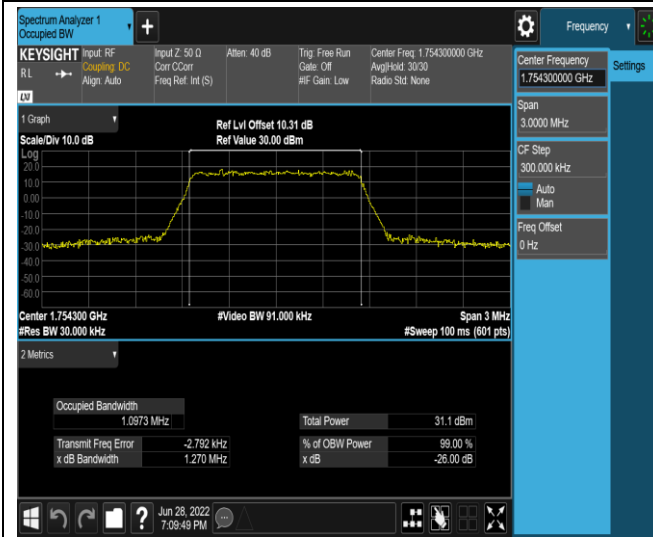 Spectrum Analyzer 1
Occupied BW
+
Frequency
KEYSIGHT
RL
LXI
Input: RF
Coupling: DC
Align: Auto
Input Z: 50 Ω
Corr CCorr
Freq Ref: Int (S)
Atten: 40 dB
Trig: Free Run
Gate: Off
#IF Gain: Low
Center Freq: 1.754300000 GHz
Avg|Hold: 30/30
Radio Std: None
Center Frequency
1.754300000 GHz
Settings
Span
3.0000 MHz
CF Step
300.000 kHz
Auto
Man
Freq Offset
0 Hz
1 Graph
Scale/Div 10.0 dB
Ref Lvl Offset 10.31 dB
Ref Value 30.00 dBm
Log
20.0
10.0
0.00
-10.0
-20.0
-30.0
-40.0
-50.0
-60.0
Center 1.754300 GHz
#Res BW 30.000 kHz
#Video BW 91.000 kHz
Span 3 MHz
#Sweep 100 ms (601 pts)
2 Metrics
Occupied Bandwidth
1.0973 MHz
Total Power 31.1 dBm
Transmit Freq Error -2.792 kHz
% of OBW Power 99.00 %
x dB Bandwidth 1.270 MHz
x dB -26.00 dB
?
Jun 28, 2022
7:09:49 PM